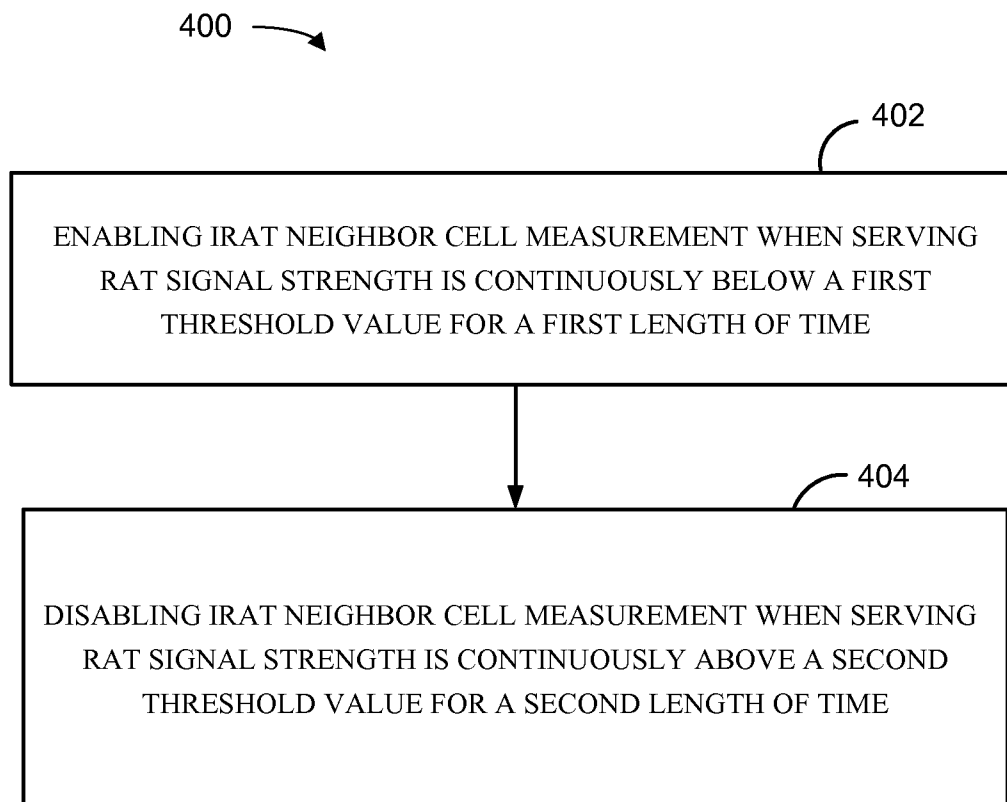 400
402
ENABLING IRAT NEIGHBOR CELL MEASUREMENT WHEN SERVING
RAT SIGNAL STRENGTH IS CONTINUOUSLY BELOW A FIRST
THRESHOLD VALUE FOR A FIRST LENGTH OF TIME
404
DISABLING IRAT NEIGHBOR CELL MEASUREMENT WHEN SERVING
RAT SIGNAL STRENGTH IS CONTINUOUSLY ABOVE A SECOND
THRESHOLD VALUE FOR A SECOND LENGTH OF TIME